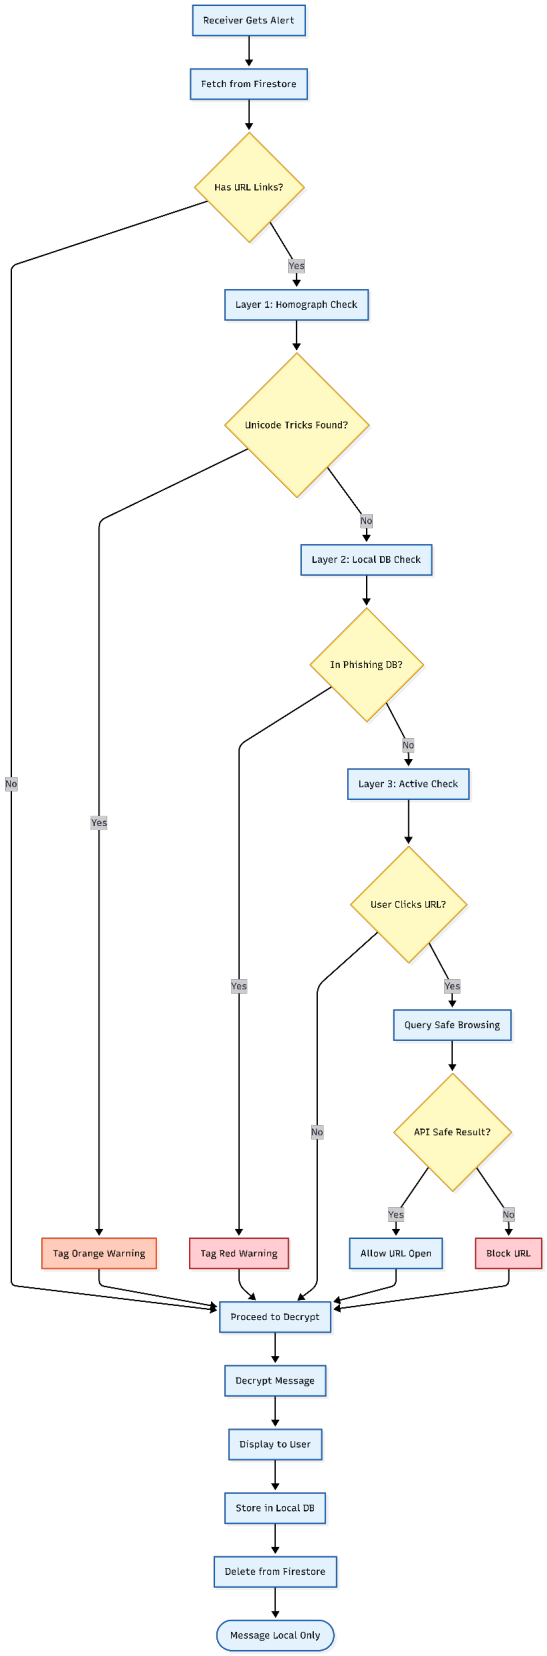 Receiver Gets Alert
Fetch from Firestore
Has URL Links?
Yes
Layer 1: Homograph Check
Unicode Tricks Found?
No
Layer 2: Local DB Check
In Phishing DB?
No
Layer 3: Active Check
No
Yes
User Clicks URL?
Yes
Yes
Query Safe Browsing
No
API Safe Result?
Yes
No
Tag Orange Warning
Tag Red Warning
Allow URL Open
Block URL
Proceed to Decrypt
Decrypt Message
Display to User
Store in Local DB
Delete from Firestore
Message Local Only